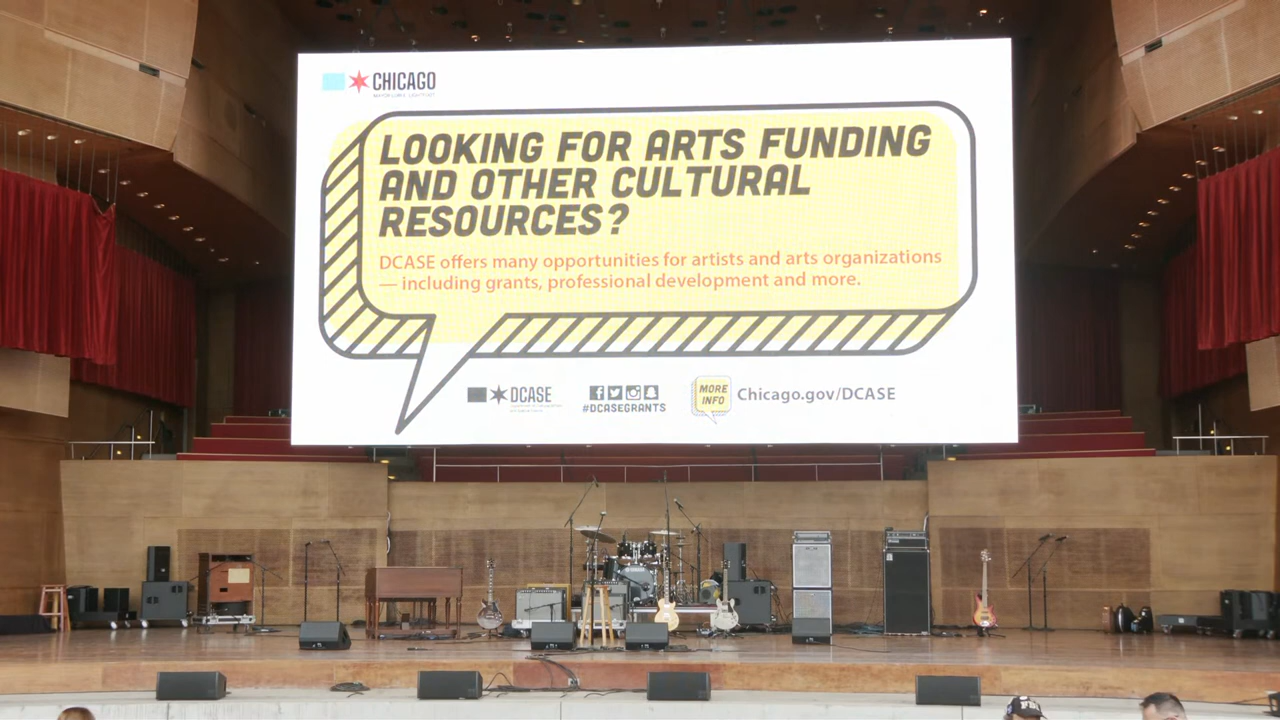 CHICAGO
LOOKING FOR ARTS FUNDING
AND OTHER CULTURAL
RESOURCES?
DCASE offers many opportunities for artists and arts organizations
— including grants, professional development and more.
DCASE
#DCASEGRANTS
MORE
INFO
Chicago.gov/DCASE